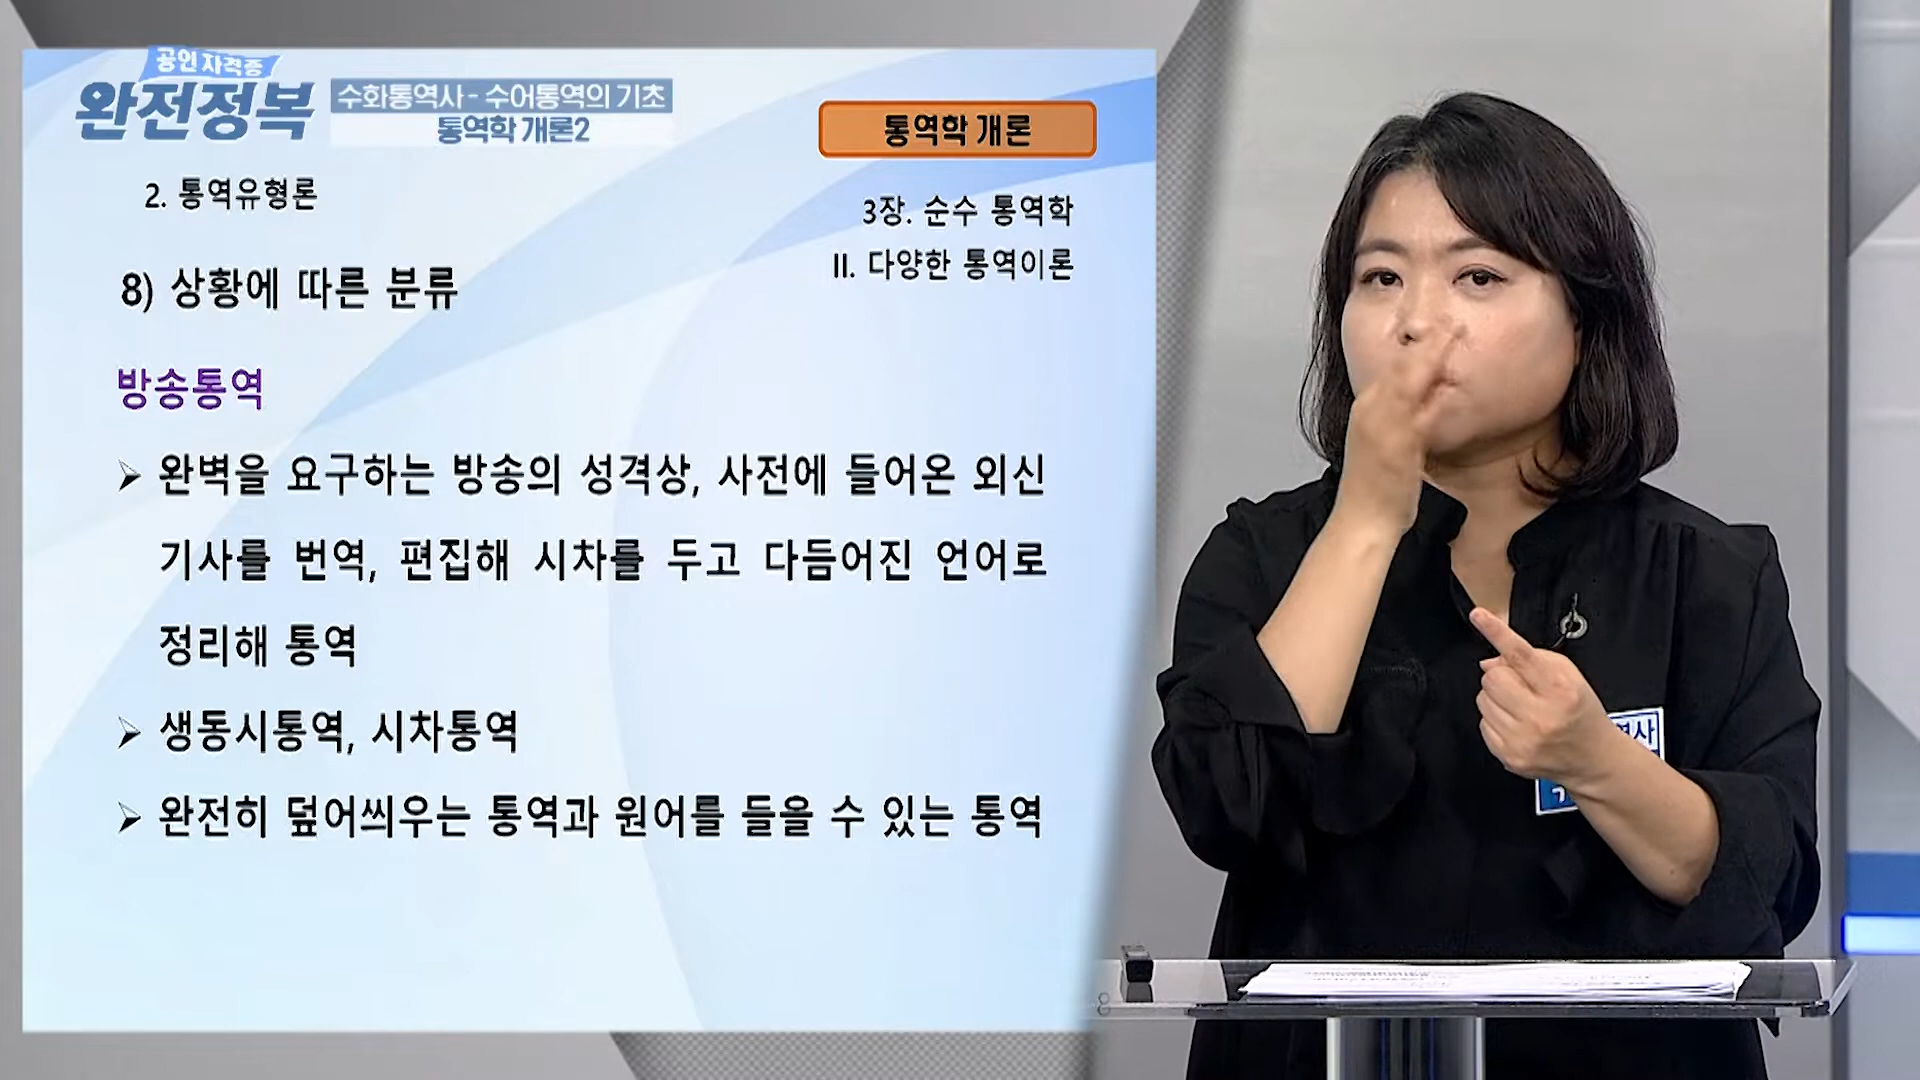 공인 자격증
완전정복
수화통역사 - 수어통역의 기초
통역학 개론2
통역학 개론
2. 통역유형론
3장. 순수 통역학
II. 다양한 통역이론
8) 상황에 따른 분류
방송통역
➢ 완벽을 요구하는 방송의 성격상, 사전에 들어온 외신
기사를 번역, 편집해 시차를 두고 다듬어진 언어로
정리해 통역
➢ 생동시통역, 시차통역
➢ 완전히 덮어씌우는 통역과 원어를 들을 수 있는 통역